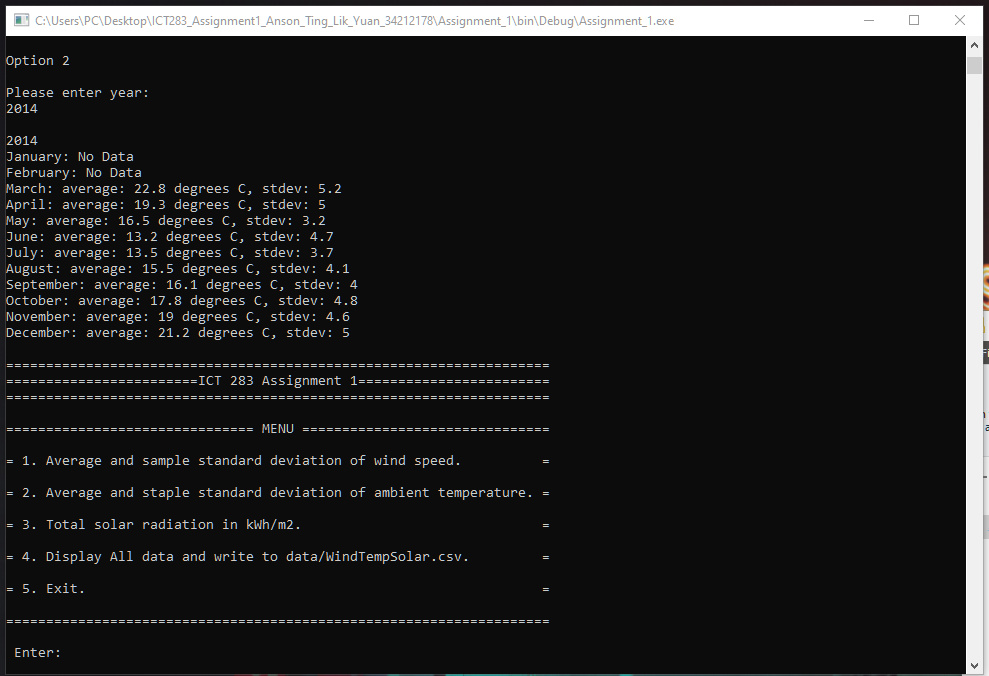 C:\Users\PC\Desktop\ICT283_Assignment1_Anson_Ting_Lik_Yuan_34212178\Assignment_1\bin\Debug\Assignment_1.exe
Option 2
Please enter year:
2014
2014
January: No Data
February: No Data
March: average: 22.8 degrees C, stdev: 5.2
April: average: 19.3 degrees C, stdev: 5
May: average: 16.5 degrees C, stdev: 3.2
June: average: 13.2 degrees C, stdev: 4.7
July: average: 13.5 degrees C, stdev: 3.7
August: average: 15.5 degrees C, stdev: 4.1
September: average: 16.1 degrees C, stdev: 4
October: average: 17.8 degrees C, stdev: 4.8
November: average: 19 degrees C, stdev: 4.6
December: average: 21.2 degrees C, stdev: 5
====================================================================
========================ICT 283 Assignment 1========================
====================================================================
=============================== MENU ===============================
= 1. Average and sample standard deviation of wind speed.          =
= 2. Average and staple standard deviation of ambient temperature. =
= 3. Total solar radiation in kWh/m2.                              =
= 4. Display All data and write to data/WindTempSolar.csv.         =
= 5. Exit.                                                         =
====================================================================
Enter: